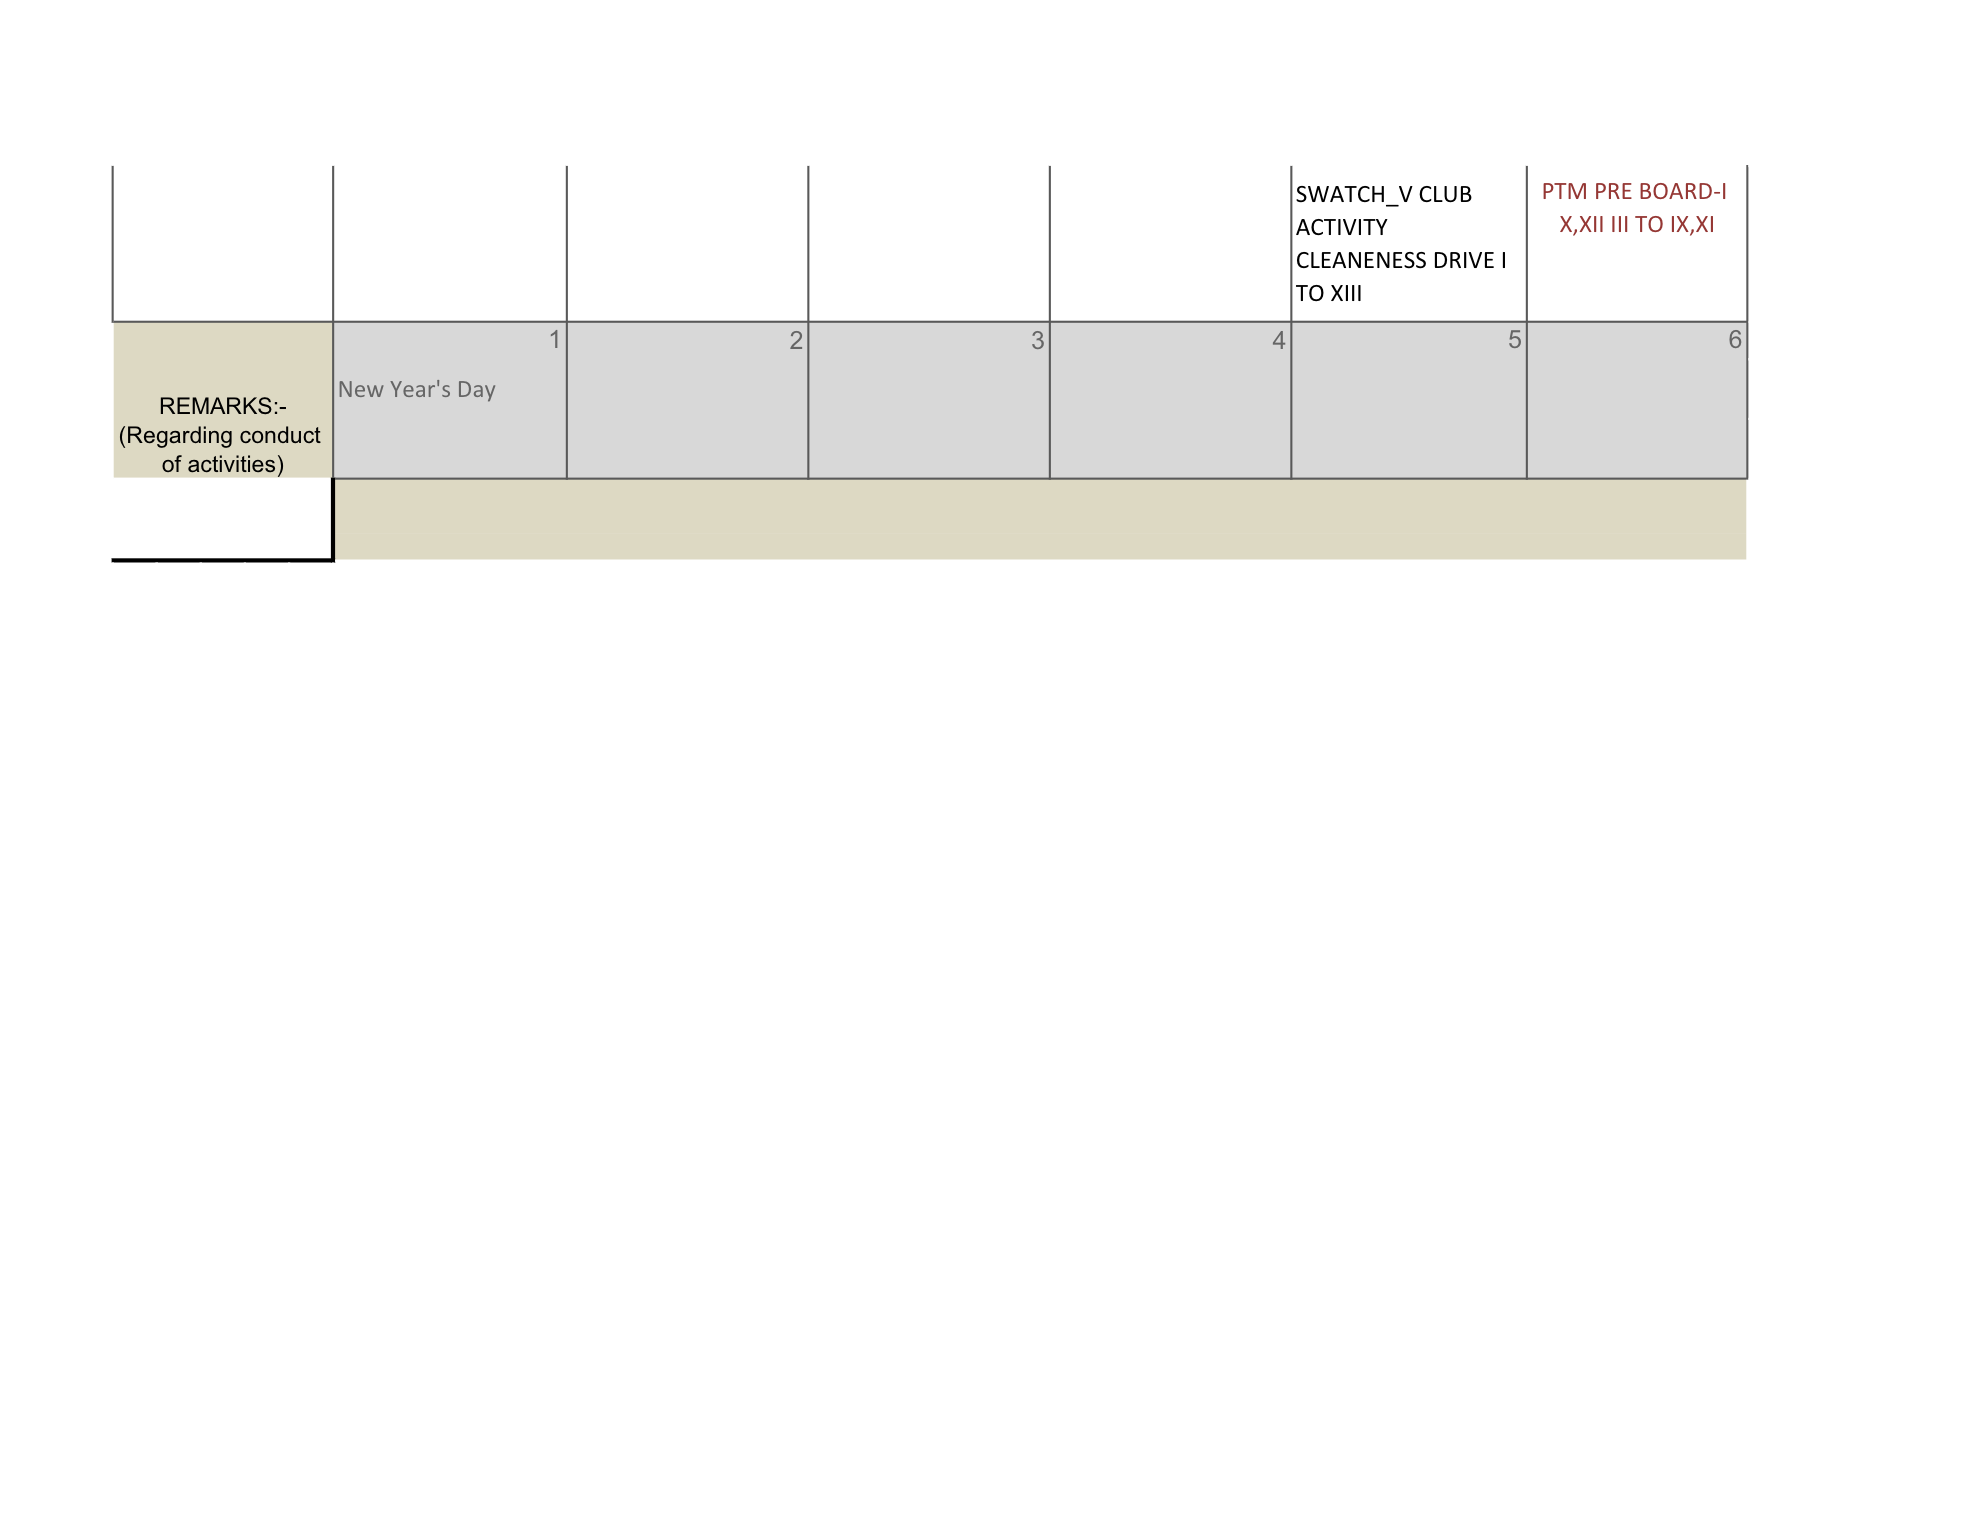 SWATCH_V CLUB
ACTIVITY
CLEANENESS DRIVE I
TO XIII
PTM PRE BOARD-I
X,XII III TO IX,XI
REMARKS:-
(Regarding conduct
of activities)
1
New Year's Day
2
3
4
5
6